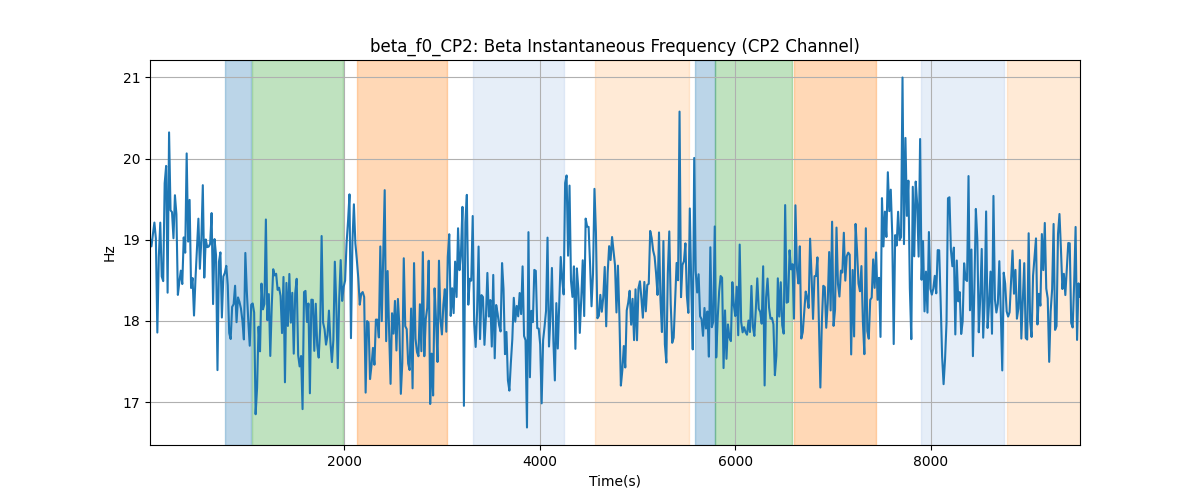 beta_f0_CP2: Beta Instantaneous Frequency (CP2 Channel)
21
20
19
18
17
Hz
2000 4000 6000 8000
Time(s)